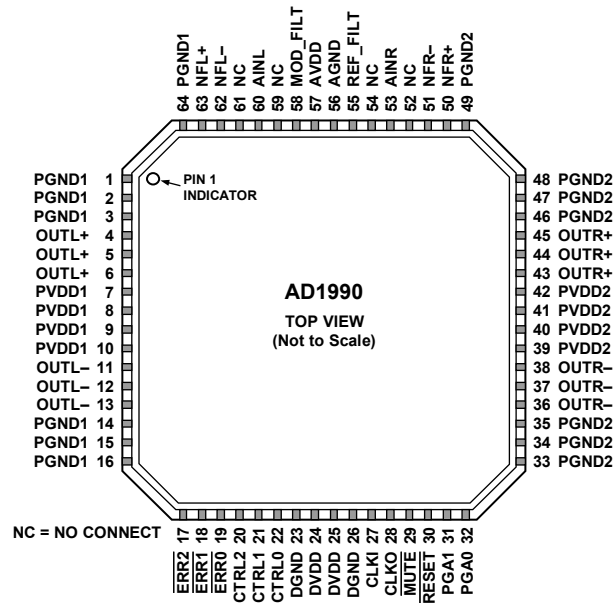 64 PGND1
63 NFL+
62 NFL–
61 NC
60 AINL
59 NC
58 MOD_FILT
57 AVDD
56 AGND
55 REF_FILT
54 NC
53 AINR
52 NC
51 NFR–
50 NFR+
49 PGND2
PGND1 1
PGND1 2
PGND1 3
OUTL+ 4
OUTL+ 5
OUTL+ 6
PVDD1 7
PVDD1 8
PVDD1 9
PVDD1 10
OUTL– 11
OUTL– 12
OUTL– 13
PGND1 14
PGND1 15
PGND1 16
PIN 1
INDICATOR
AD1990
TOP VIEW
(Not to Scale)
48 PGND2
47 PGND2
46 PGND2
45 OUTR+
44 OUTR+
43 OUTR+
42 PVDD2
41 PVDD2
40 PVDD2
39 PVDD2
38 OUTR–
37 OUTR–
36 OUTR–
35 PGND2
34 PGND2
33 PGND2
NC = NO CONNECT
ERR2 17
ERR1 18
ERR0 19
CTRL2 20
CTRL1 21
CTRL0 22
DGND 23
DVDD 24
DVDD 25
DGND 26
CLKI 27
CLKO 28
MUTE 29
RESET 30
PGA1 31
PGA0 32